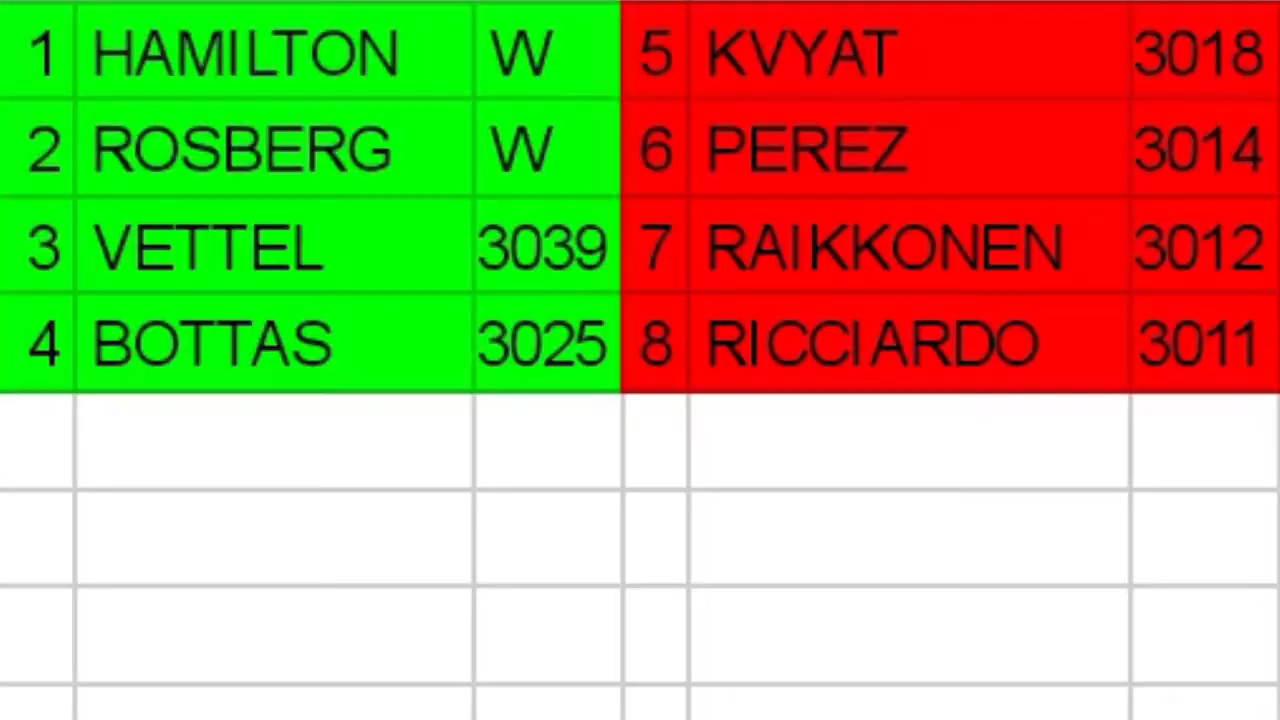 1 HAMILTON W 5 KVYAT 3018
2 ROSBERG W 6 PEREZ 3014
3 VETTEL 3039 7 RAIKKONEN 3012
4 BOTTAS 3025 8 RICCIARDO 3011